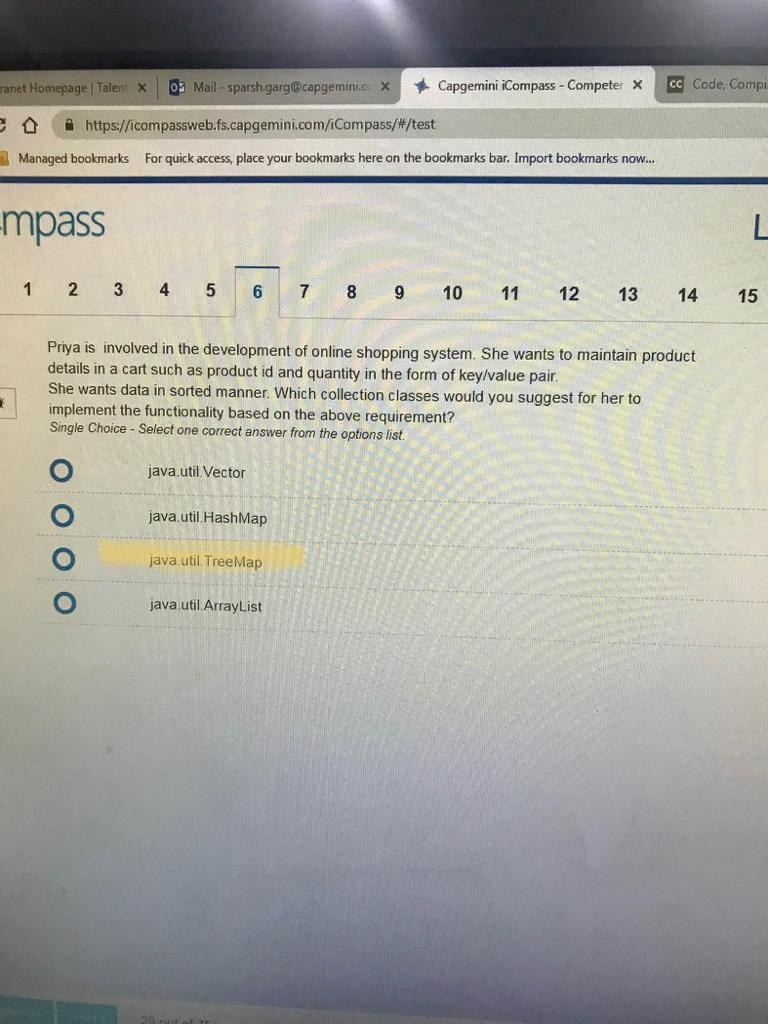 ranet Homepage | Talent
Mail - sparsh.garg@capgemini.c
Capgemini iCompass - Competer
CC Code, Compi
https://icompassweb.fs.capgemini.com/iCompass/#/test
Managed bookmarks For quick access, place your bookmarks here on the bookmarks bar. Import bookmarks now...
mpass
L
1 2 3 4 5 6 7 8 9 10 11 12 13 14 15
Priya is involved in the development of online shopping system. She wants to maintain product
details in a cart such as product id and quantity in the form of key/value pair.
She wants data in sorted manner. Which collection classes would you suggest for her to
implement the functionality based on the above requirement?
Single Choice - Select one correct answer from the options list.
java.util.Vector
java.util.HashMap
java.util.TreeMap
java.util.ArrayList
29 out of